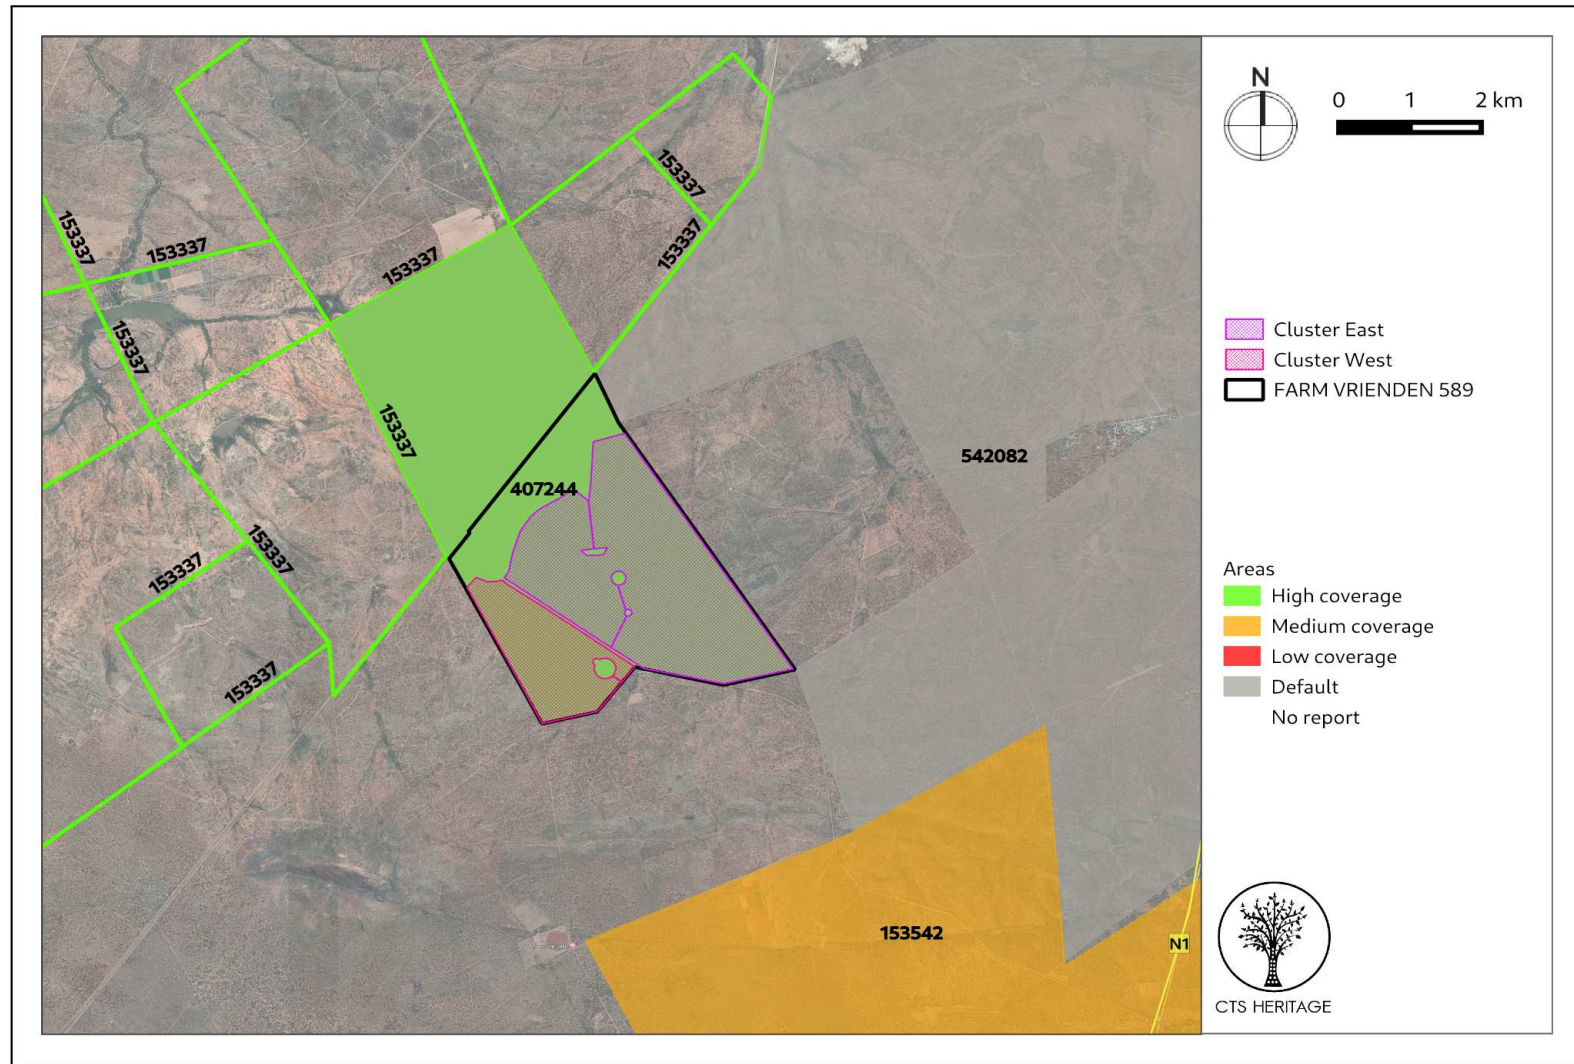 N
0 1 2 km
Cluster East
Cluster West
FARM VRIENDEN 589
Areas
High coverage
Medium coverage
Low coverage
Default
No report
CTS HERITAGE
153337
153337
153337
153337
153337
153337
153337
407244
542082
153337
153337
153337
153542
N1